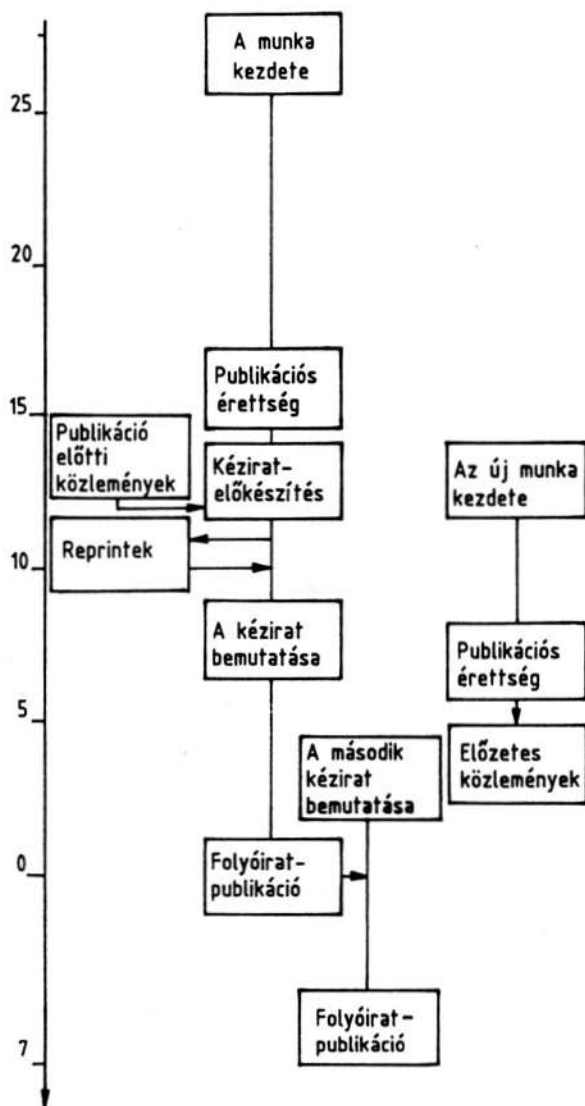 A munka
kezdete
25
20
Publikációs
érettség
15
Publikáció
előtti
közlemények
Kézirat-
előkészítés
Az új munka
kezdete
Reprintek
10
A kézirat
bemutatása
Publikációs
érettség
5
A második
kézirat
bemutatása
Előzetes
közlemények
Folyóirat-
publikáció
0
Folyóirat-
publikáció
7